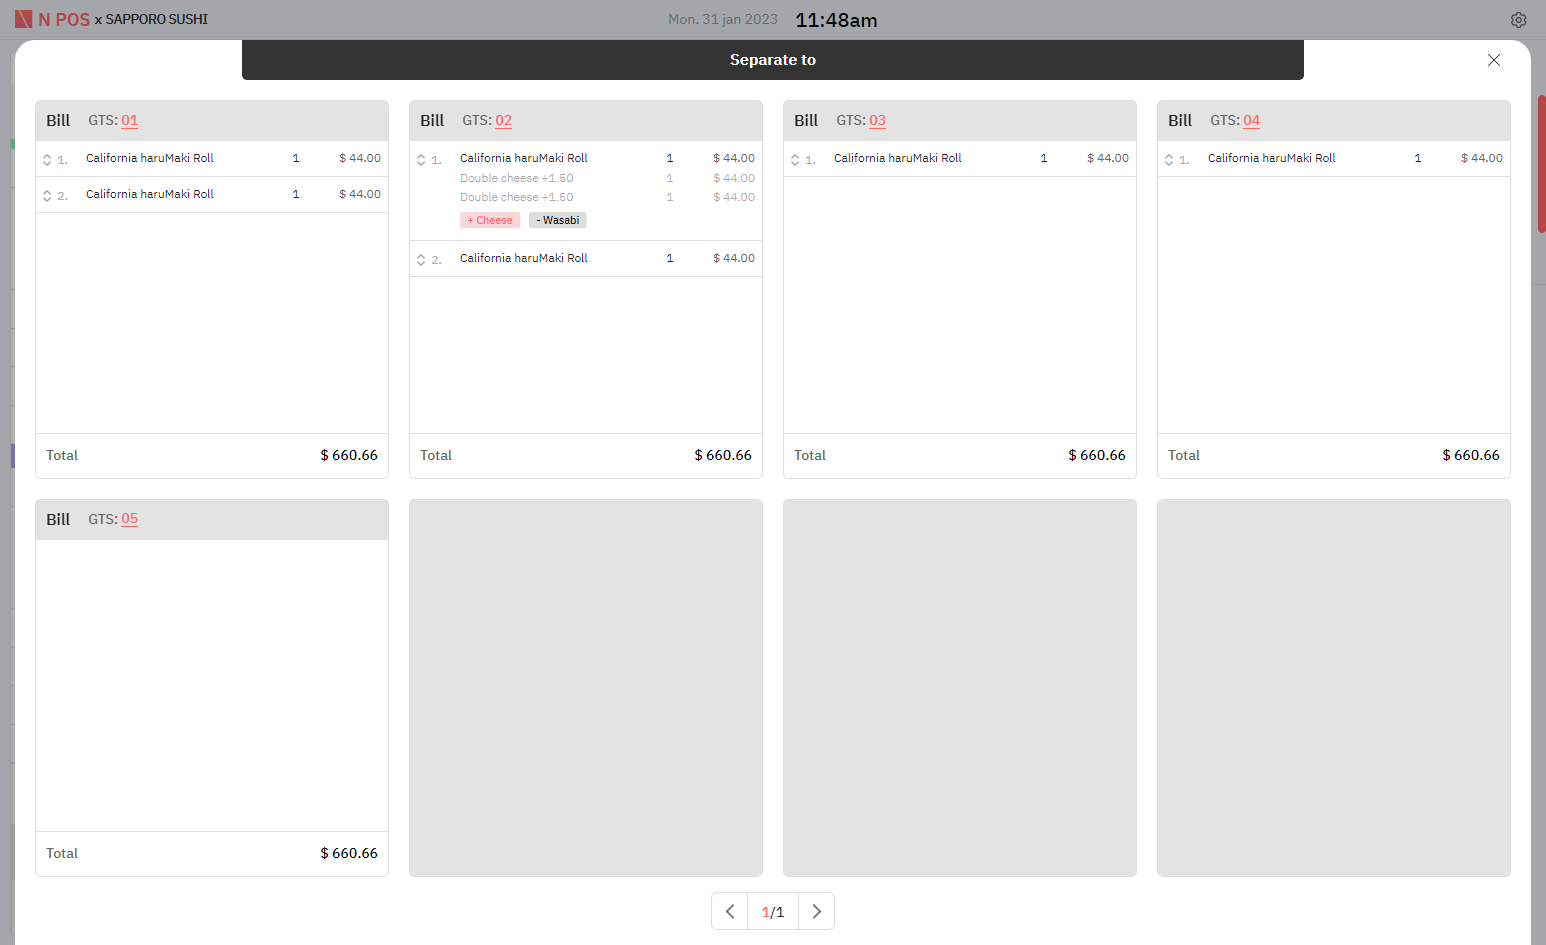 N POS x SAPPORO SUSHI
Mon. 31 jan 2023 11:48am
Separate to
Bill GTS: 01
1. California haruMaki Roll 1 $ 44.00
2. California haruMaki Roll 1 $ 44.00
Total $ 660.66
Bill GTS: 02
1. California haruMaki Roll 1 $ 44.00
Double cheese +1.50 1 $ 44.00
Double cheese +1.50 1 $ 44.00
+ Cheese - Wasabi
2. California haruMaki Roll 1 $ 44.00
Total $ 660.66
Bill GTS: 03
1. California haruMaki Roll 1 $ 44.00
Total $ 660.66
Bill GTS: 04
1. California haruMaki Roll 1 $ 44.00
Total $ 660.66
Bill GTS: 05
Total $ 660.66
1/1